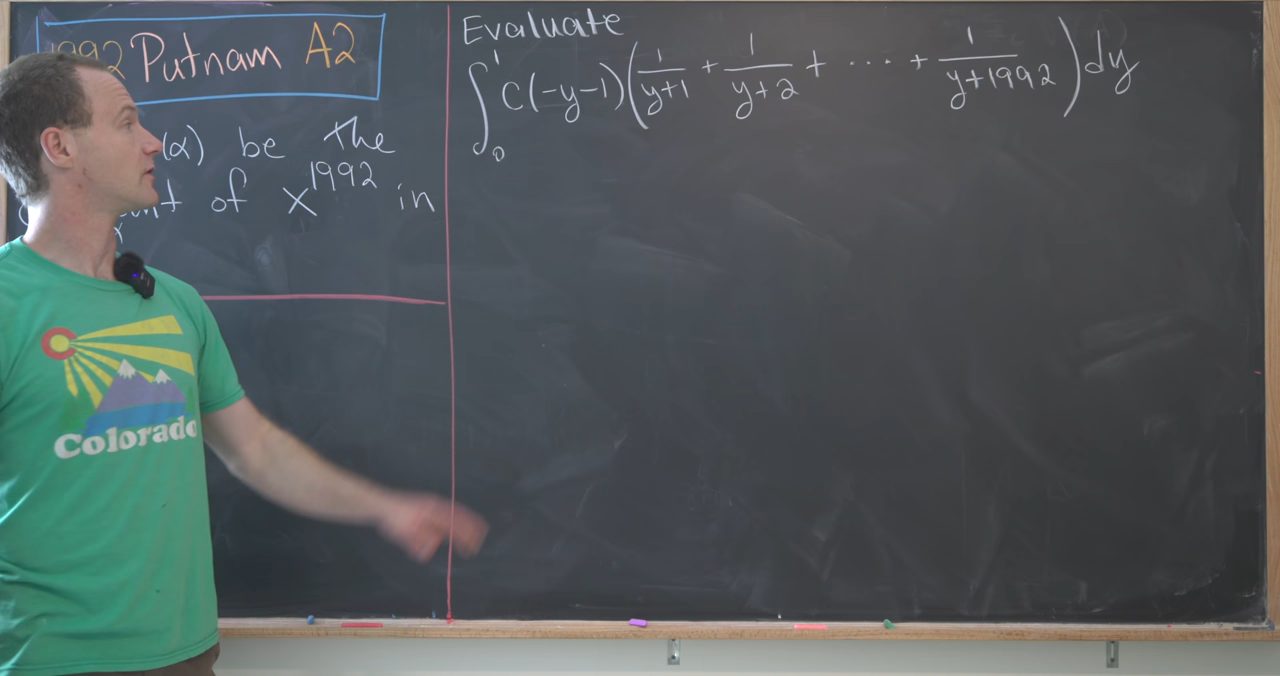 1992 Putnam A2
(α) be the
of x^1992 in
Evaluate
∫_0^1 C(-y-1)(1/(y+1) + 1/(y+2) + ··· + 1/(y+1992)) dy
Colorado